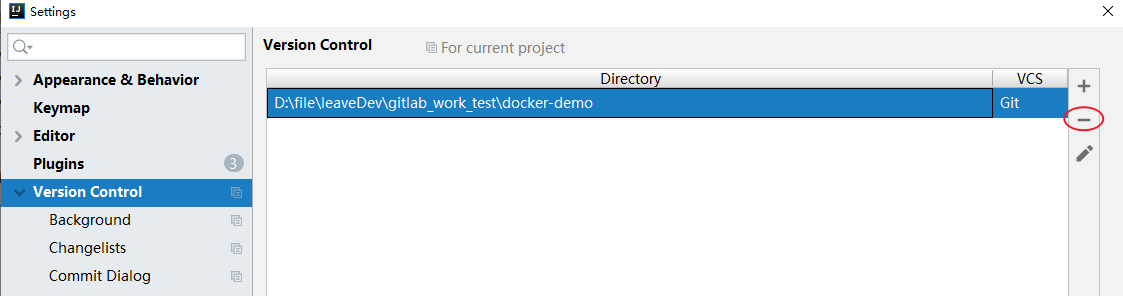 Settings
Version Control
For current project
Appearance & Behavior
Keymap
Editor
Plugins
3
Version Control
Background
Changelists
Commit Dialog
Directory
VCS
D:\file\leaveDev\gitlab_work_test\docker-demo
Git